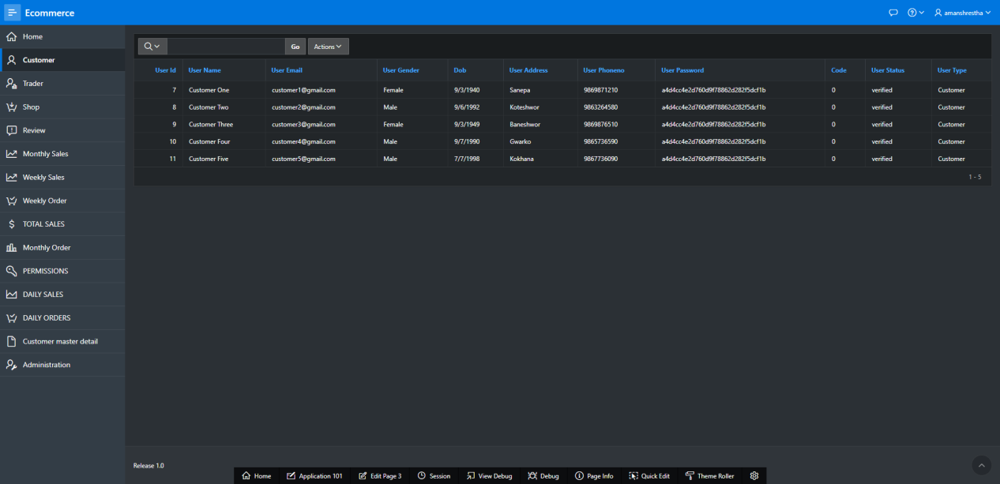 Ecommerce
amanshrestha
Home
Customer
Trader
Shop
Review
Monthly Sales
Weekly Sales
Weekly Order
TOTAL SALES
Monthly Order
PERMISSIONS
DAILY SALES
DAILY ORDERS
Customer master detail
Administration
Go Actions
User Id User Name User Email User Gender Dob User Address User Phoneno User Password Code User Status User Type
7 Customer One customer1@gmail.com Female 9/3/1940 Sanepa 9869871210 a4d4cc4e2d760d9f78862d282f5dcf1b 0 verified Customer
8 Customer Two customer2@gmail.com Male 9/6/1992 Koteshwor 9863264580 a4d4cc4e2d760d9f78862d282f5dcf1b 0 verified Customer
9 Customer Three customer3@gmail.com Female 9/3/1949 Baneshwor 9869876510 a4d4cc4e2d760d9f78862d282f5dcf1b 0 verified Customer
10 Customer Four customer4@gmail.com Male 9/7/1990 Gwarko 9865736590 a4d4cc4e2d760d9f78862d282f5dcf1b 0 verified Customer
11 Customer Five customer5@gmail.com Male 7/7/1998 Kokhana 9867736090 a4d4cc4e2d760d9f78862d282f5dcf1b 0 verified Customer
1 - 5
Release 1.0
Home Application 101 Edit Page 3 Session View Debug Debug Page Info Quick Edit Theme Roller